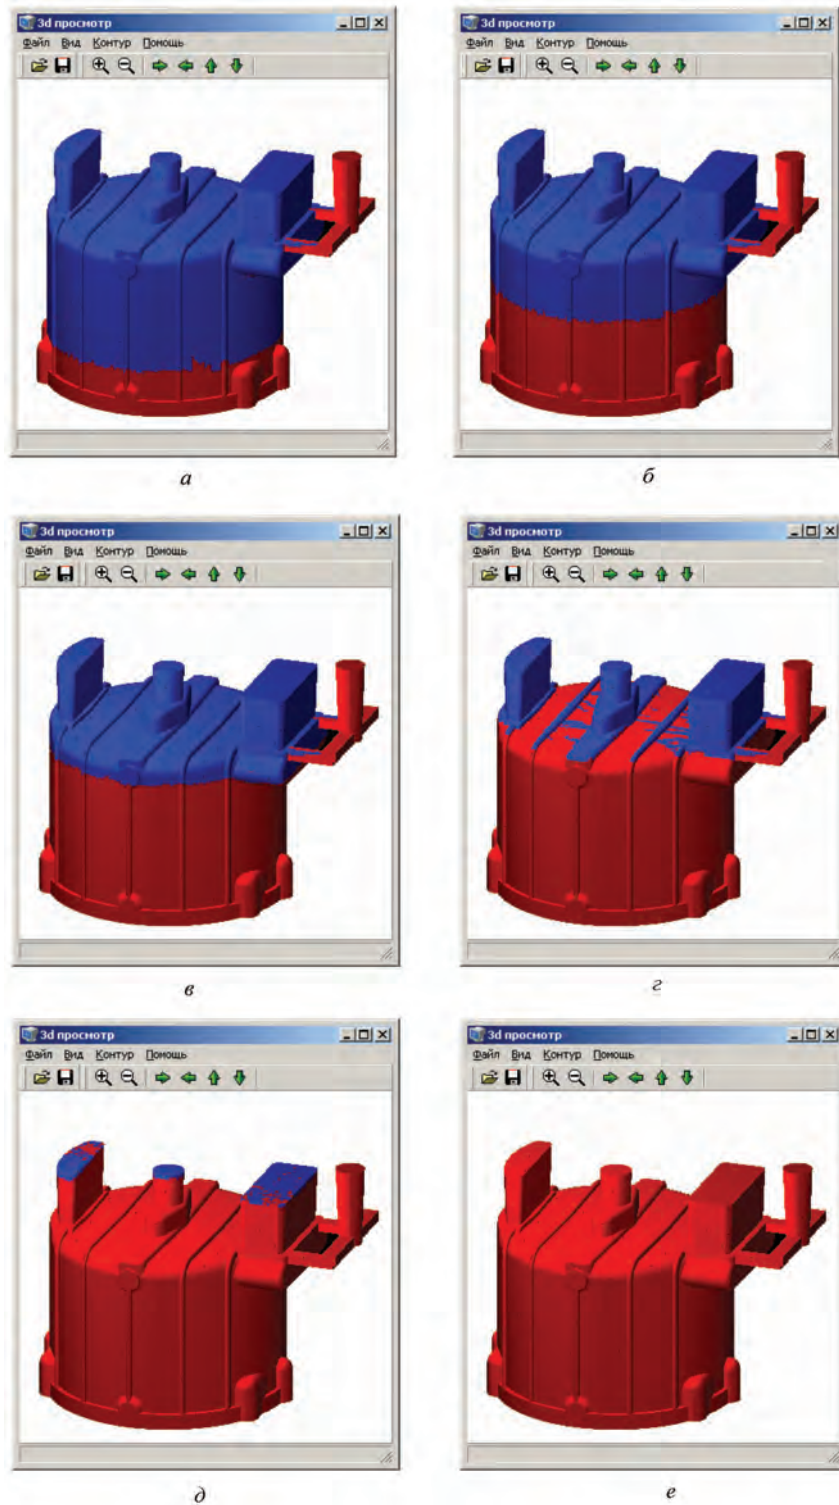 3d просмотр
Файл Вид Контур Помощь
3d просмотр
Файл Вид Контур Помощь
а
б
3d просмотр
Файл Вид Контур Помощь
3d просмотр
Файл Вид Контур Помощь
в
г
3d просмотр
Файл Вид Контур Помощь
3d просмотр
Файл Вид Контур Помощь
д
е